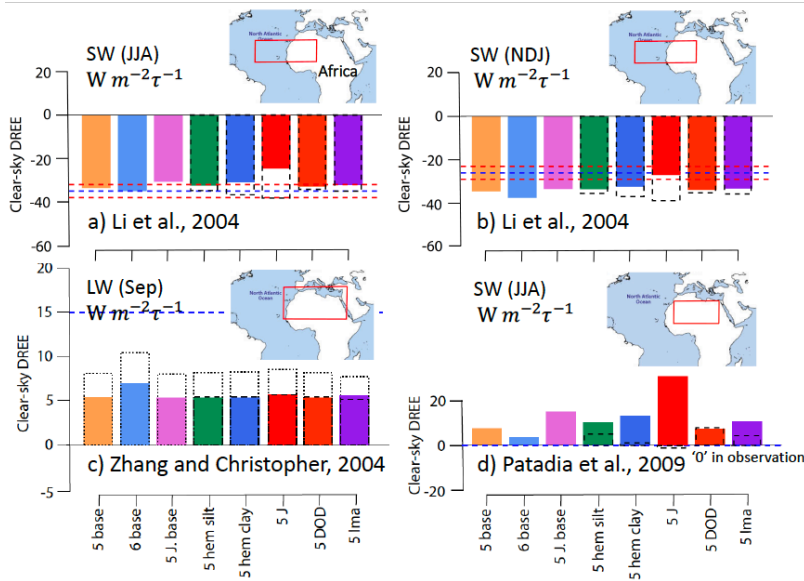 SW (JJA)
W m⁻²τ⁻¹
North Atlantic
Ocean
Africa
Clear-sky DREE
20
0
-20
-40
-60
a) Li et al., 2004
SW (NDJ)
W m⁻²τ⁻¹
North Atlantic
Ocean
Clear-sky DREE
20
0
-20
-40
-60
b) Li et al., 2004
LW (Sep)
W m⁻²τ⁻¹
North Atlantic
Ocean
Clear-sky DREE
20
15
10
5
0
-5
c) Zhang and Christopher, 2004
5 base
6 base
5 J. base
5 hem silt
5 hem clay
5 J
5 DOD
5 Ima
SW (JJA)
W m⁻²τ⁻¹
North Atlantic
Ocean
Clear-sky DREE
20
0
-20
'0' in observation
d) Patadia et al., 2009
5 base
6 base
5 J. base
5 hem silt
5 hem clay
5 J
5 DOD
5 Ima